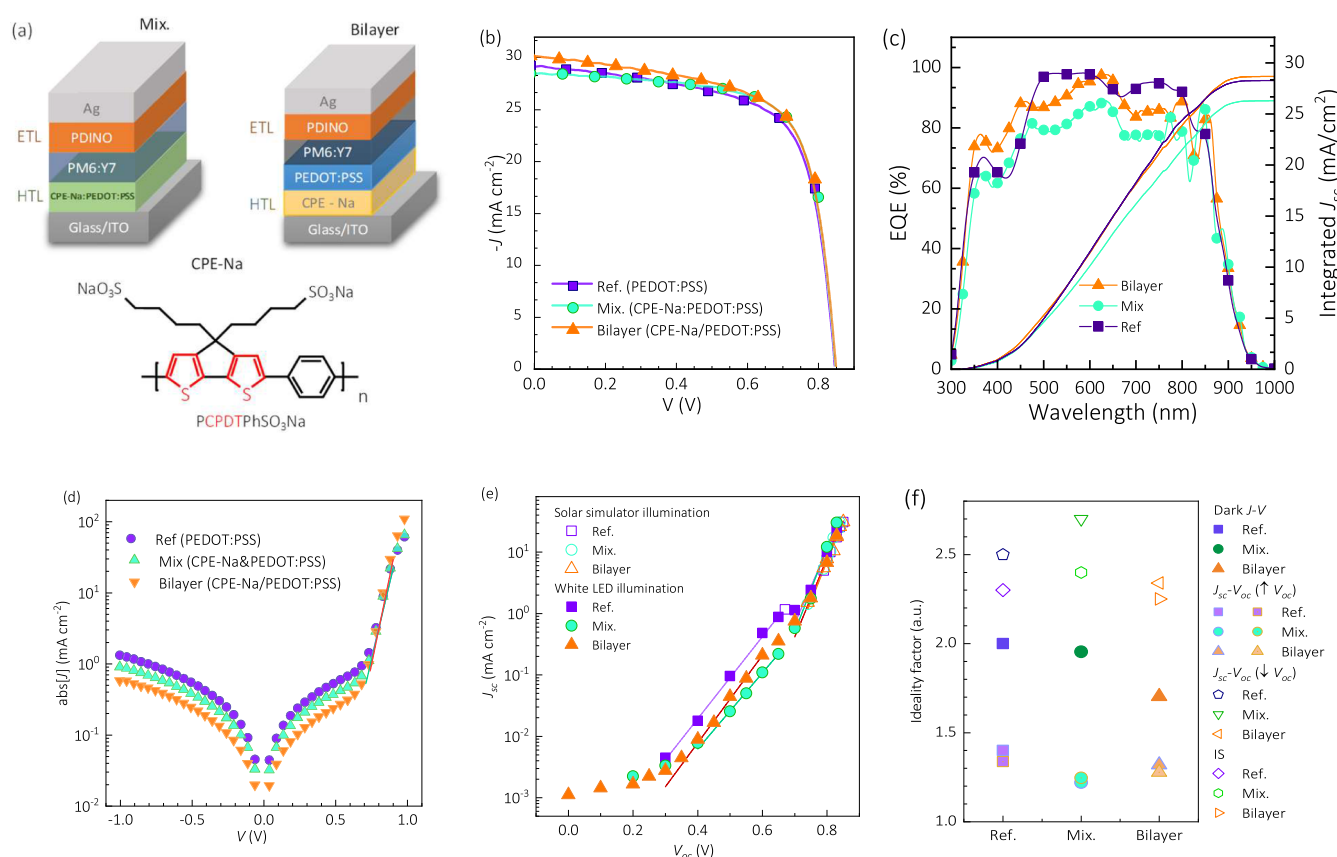 (a)
Mix.
Bilayer
Ag
PDINO
PM6:Y7
CPE-Na:PEDOT:PSS
Glass/ITO
ETL
HTL
Ag
PDINO
PM6:Y7
PEDOT:PSS
CPE - Na
Glass/ITO
ETL
HTL
CPE-Na
NaO3S
SO3Na
S
S
n
PCPDTPhSO3Na
(b)
30
25
20
15
10
5
0
-J (mA cm-2)
Ref. (PEDOT:PSS)
Mix. (CPE-Na:PEDOT:PSS)
Bilayer (CPE-Na/PEDOT:PSS)
0.0 0.2 0.4 0.6 0.8
V (V)
(c)
100
80
60
40
20
0
EQE (%)
30
25
20
15
10
5
0
Integrated Jsc (mA/cm2)
Bilayer
Mix
Ref
300 400 500 600 700 800 900 1000
Wavelength (nm)
(d)
10^2
10^1
10^0
10^-1
10^-2
abs[J] (mA cm-2)
Ref (PEDOT:PSS)
Mix (CPE-Na&PEDOT:PSS)
Bilayer (CPE-Na/PEDOT:PSS)
-1.0 -0.5 0.0 0.5 1.0
V (V)
(e)
10^1
10^0
10^-1
10^-2
10^-3
Jsc (mA cm-2)
Solar simulator illumination
Ref.
Mix.
Bilayer
White LED illumination
Ref.
Mix.
Bilayer
0.0 0.2 0.4 0.6 0.8
Voc (V)
(f)
2.5
2.0
1.5
1.0
Ideality factor (a.u.)
Ref. Mix. Bilayer
Dark J-V
Ref.
Mix.
Bilayer
Jsc-Voc (↑ Voc)
Ref.
Mix.
Bilayer
Jsc-Voc (↓ Voc)
Ref.
Mix.
Bilayer
IS
Ref.
Mix.
Bilayer